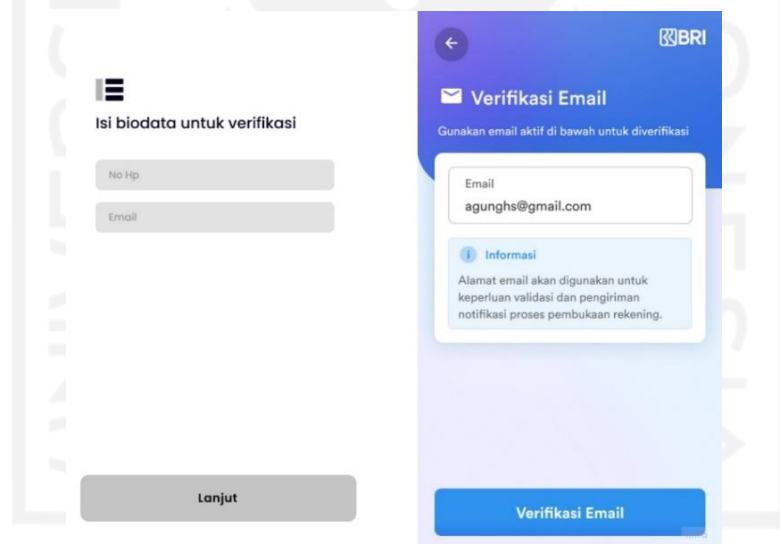 Isi biodata untuk verifikasi
No Hp
Email
Lanjut
BRI
Verifikasi Email
Gunakan email aktif di bawah untuk diverifikasi
Email
agunghs@gmail.com
Informasi
Alamat email akan digunakan untuk
keperluan validasi dan pengiriman
notifikasi proses pembukaan rekening.
Verifikasi Email